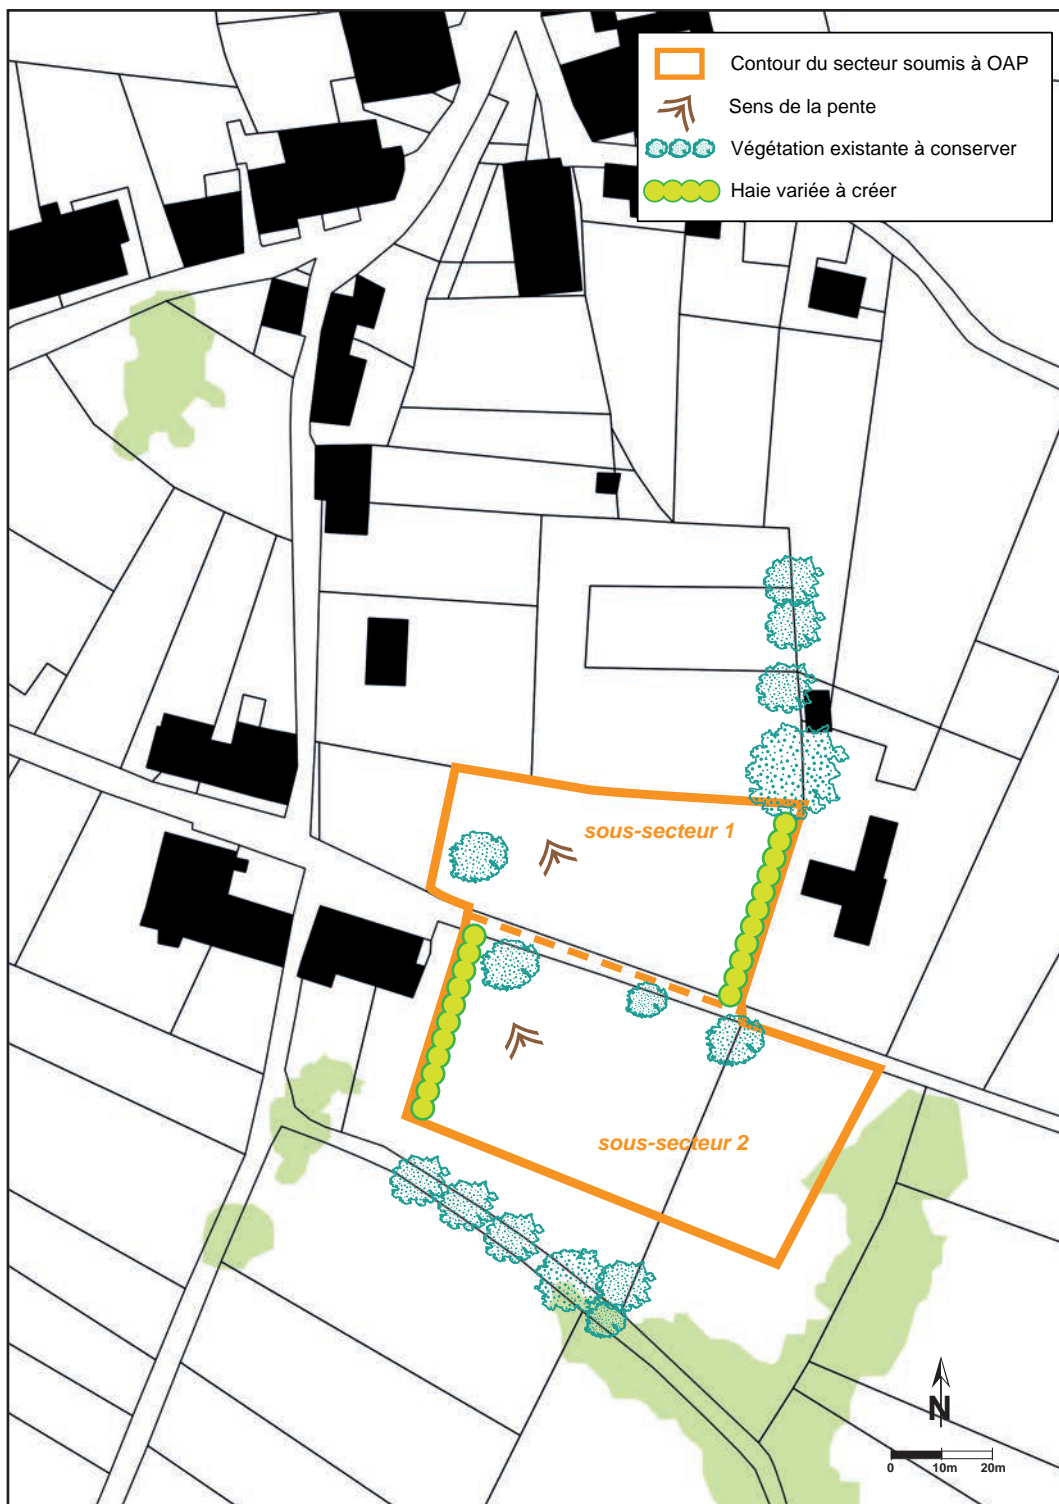 Contour du secteur soumis à OAP
Sens de la pente
Végétation existante à conserver
Haie variée à créer
sous-secteur 1
sous-secteur 2
N
0 10m 20m